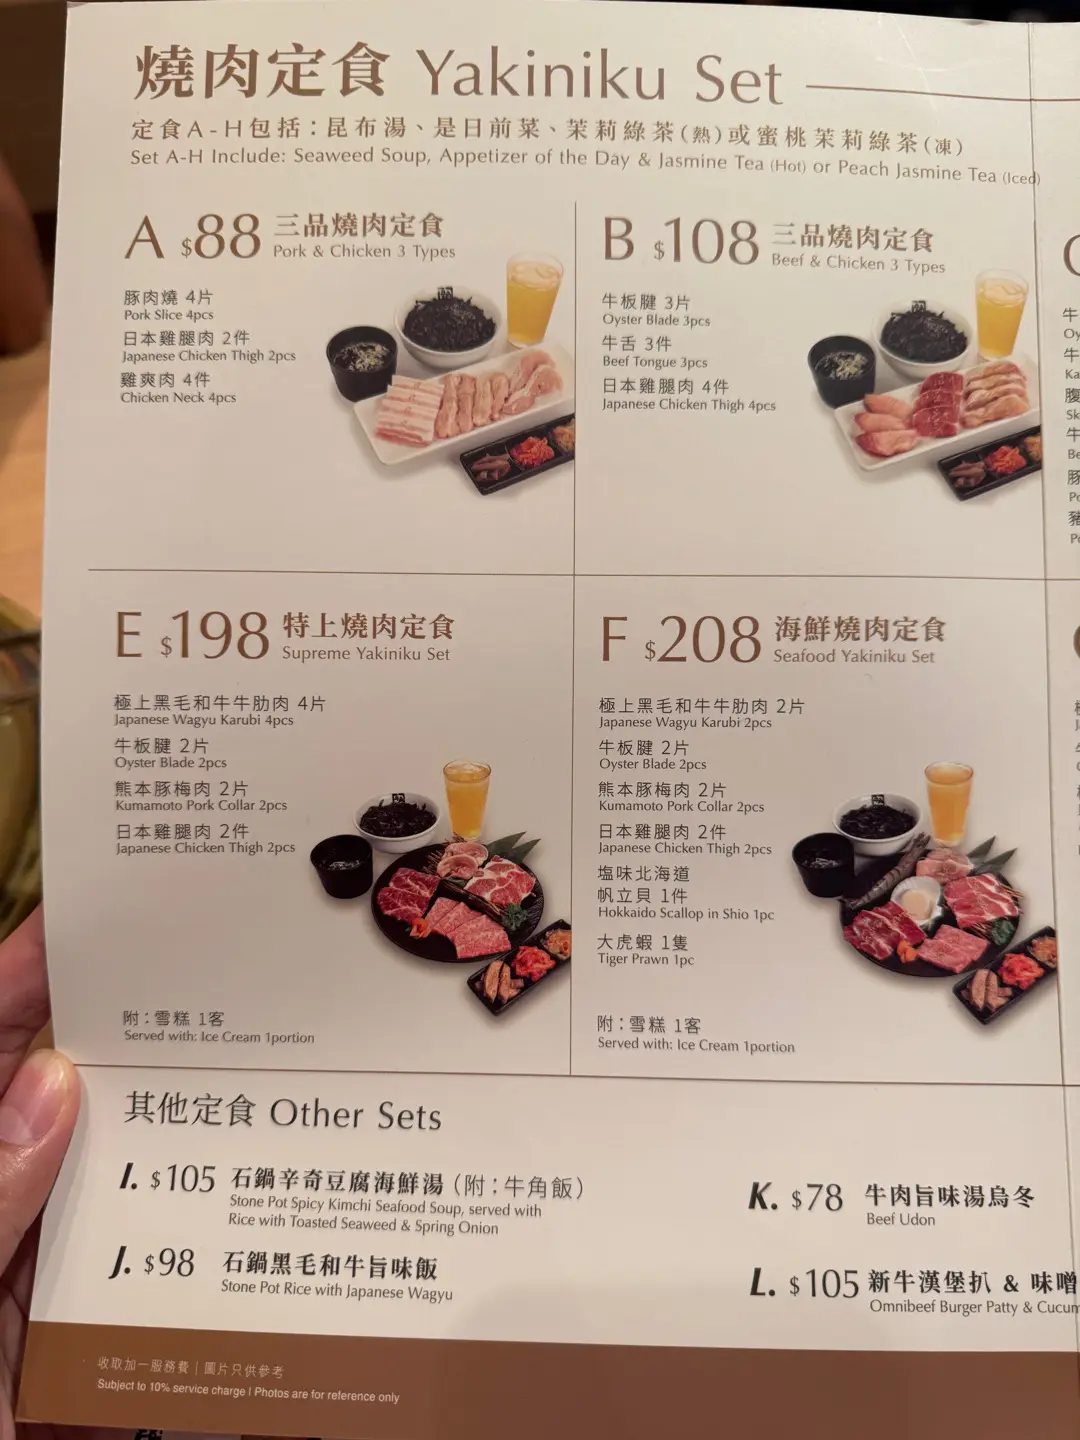 燒肉定食 Yakiniku Set
定食A-H包括：昆布湯、是日前菜、茉莉綠茶(熱)或蜜桃茉莉綠茶(凍)
Set A-H Include: Seaweed Soup, Appetizer of the Day & Jasmine Tea (Hot) or Peach Jasmine Tea (Iced)
A $88 三品燒肉定食
Pork & Chicken 3 Types
豚肉燒 4片
Pork Slice 4pcs
日本雞腿肉 2件
Japanese Chicken Thigh 2pcs
雞爽肉 4件
Chicken Neck 4pcs
B $108 三品燒肉定食
Beef & Chicken 3 Types
牛板腱 3片
Oyster Blade 3pcs
牛舌 3件
Beef Tongue 3pcs
日本雞腿肉 4件
Japanese Chicken Thigh 4pcs
E $198 特上燒肉定食
Supreme Yakiniku Set
極上黑毛和牛牛肋肉 4片
Japanese Wagyu Karubi 4pcs
牛板腱 2片
Oyster Blade 2pcs
熊本豚梅肉 2片
Kumamoto Pork Collar 2pcs
日本雞腿肉 2件
Japanese Chicken Thigh 2pcs
附：雪糕 1客
Served with: Ice Cream 1portion
F $208 海鮮燒肉定食
Seafood Yakiniku Set
極上黑毛和牛牛肋肉 2片
Japanese Wagyu Karubi 2pcs
牛板腱 2片
Oyster Blade 2pcs
熊本豚梅肉 2片
Kumamoto Pork Collar 2pcs
日本雞腿肉 2件
Japanese Chicken Thigh 2pcs
塩味北海道
帆立貝 1件
Hokkaido Scallop in Shio 1pc
大虎蝦 1隻
Tiger Prawn 1pc
附：雪糕 1客
Served with: Ice Cream 1portion
牛
牛
腹
牛
豚
其他定食 Other Sets
I. $105 石鍋辛奇豆腐海鮮湯（附：牛角飯）
Stone Pot Spicy Kimchi Seafood Soup, served with
Rice with Toasted Seaweed & Spring Onion
J. $98 石鍋黑毛和牛旨味飯
Stone Pot Rice with Japanese Wagyu
K. $78 牛肉旨味湯烏冬
Beef Udon
L. $105 新牛漢堡扒 & 味噌
Omnibeef Burger Patty & Cucum
收取加一服務費 | 圖片只供參考
Subject to 10% service charge | Photos are for reference only